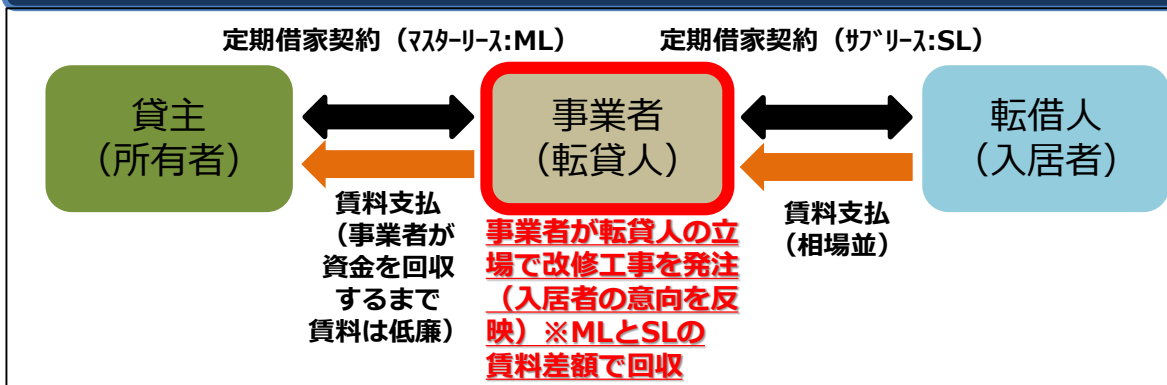 定期借家契約（ﾏｽﾀｰﾘｰｽ:ML）
定期借家契約（ｻﾌﾞﾘｰｽ:SL）
貸主
（所有者）
事業者
（転貸人）
転借人
（入居者）
賃料支払
（事業者が
資金を回収
するまで
賃料は低廉）
事業者が転貸人の立
場で改修工事を発注
（入居者の意向を反
映）※MLとSLの
賃料差額で回収
賃料支払
（相場並）